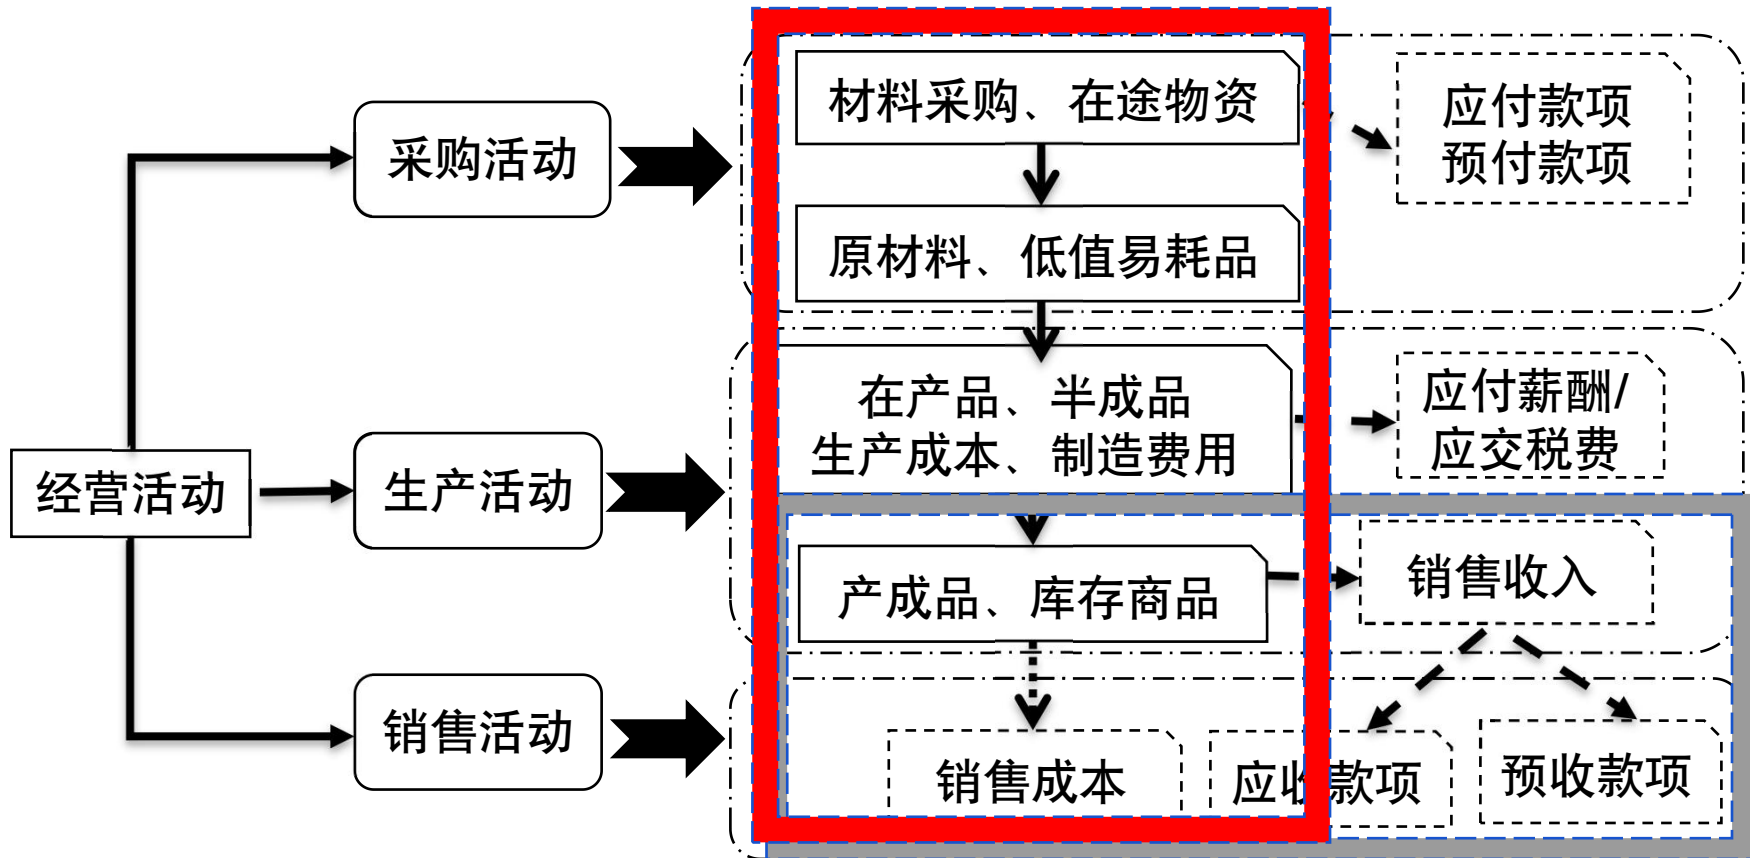 材料采购、在途物资
应付款项
预付款项
采购活动
原材料、低值易耗品
在产品、半成品
生产成本、制造费用
应付薪酬/
应交税费
经营活动
生产活动
产成品、库存商品
销售收入
销售活动
销售成本
应收款项
预收款项